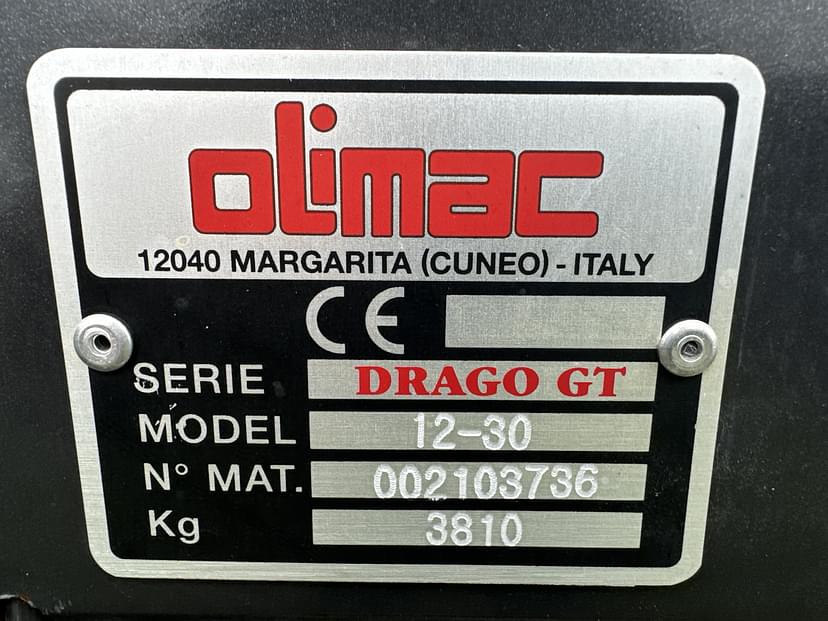 olimac
12040 MARGARITA (CUNEO) - ITALY
CE
SERIE DRAGO GT
MODEL 12-30
N° MAT. 002103736
Kg 3810